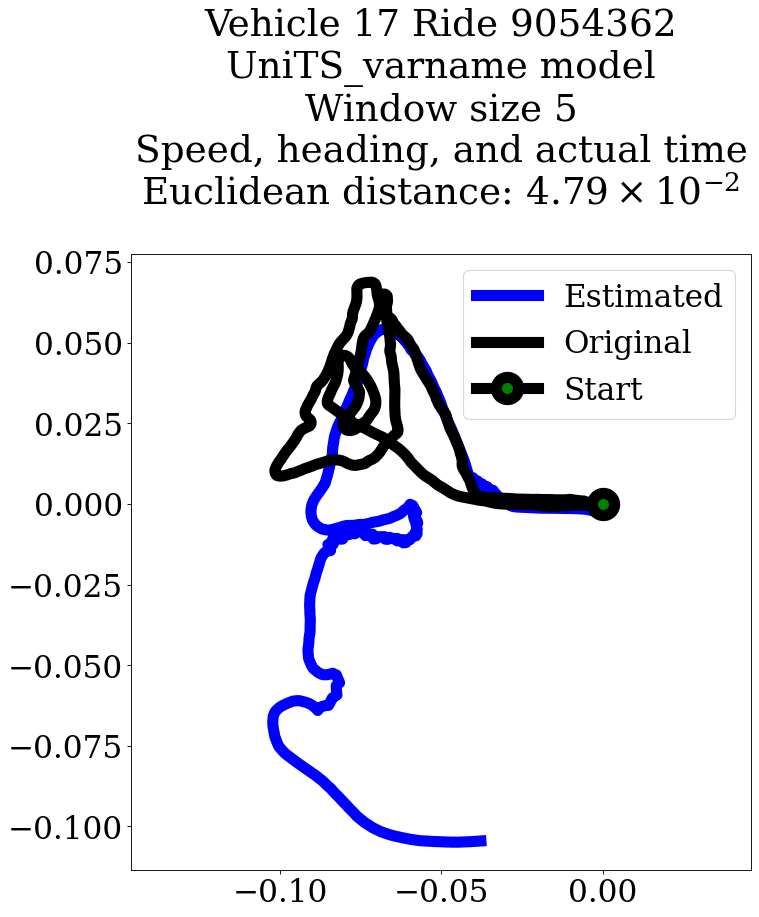 Vehicle 17 Ride 9054362
UniTS_varname model
Window size 5
Speed, heading, and actual time
Euclidean distance: 4.79 × 10⁻²
0.075
0.050
0.025
0.000
−0.025
−0.050
−0.075
−0.100
Estimated
Original
Start
−0.10
−0.05
0.00